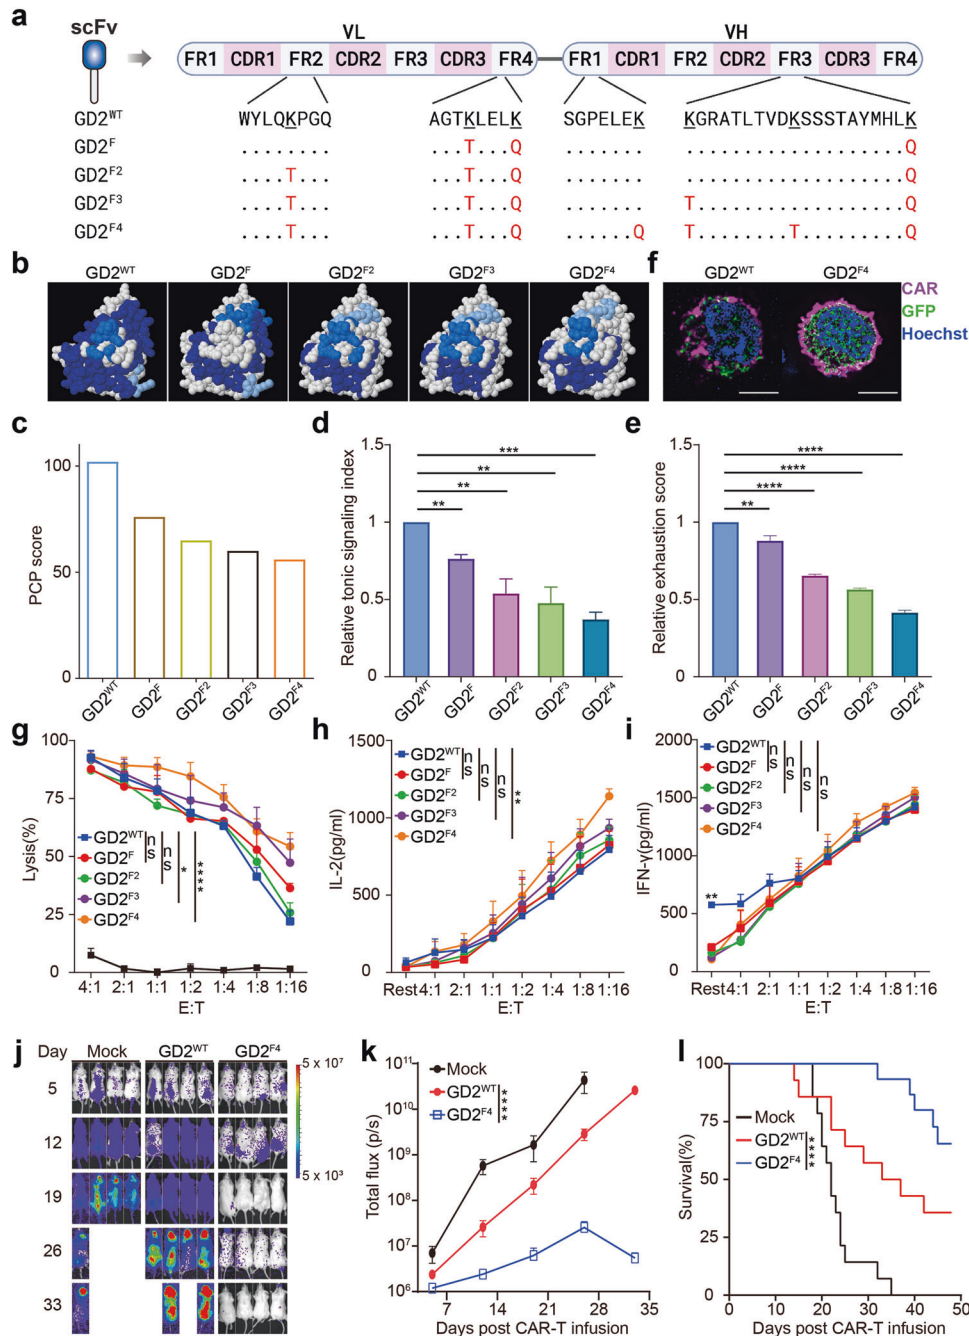 a
scFv
VL
VH
FR1 CDR1 FR2 CDR2 FR3 CDR3 FR4
FR1 CDR1 FR2 CDR2 FR3 CDR3 FR4
GD2WT WYLQKPGQ AGTKLELK SGPELEK KGRATLTVDKSSSTAYMHLK
GD2F ........ ...T...Q ....... ...................Q
GD2F2 ....T... ...T...Q ....... ...................Q
GD2F3 ....T... ...T...Q ....... T..................Q
GD2F4 ....T... ...T...Q ......Q T........T.........Q
b
GD2WT GD2F GD2F2 GD2F3 GD2F4
f
GD2WT GD2F4
CAR
GFP
Hoechst
c
PCP score
100
50
0
GD2WT GD2F GD2F2 GD2F3 GD2F4
d
Relative tonic signaling index
1.5
1
0.5
0
***
**
**
**
GD2WT GD2F GD2F2 GD2F3 GD2F4
e
Relative exhaustion score
1.5
1
0.5
0
****
****
****
**
GD2WT GD2F GD2F2 GD2F3 GD2F4
g
Lysis(%)
100
75
50
25
0
GD2WT
GD2F
GD2F2
GD2F3
GD2F4
ns
ns
*
****
4:1 2:1 1:1 1:2 1:4 1:8 1:16
E:T
h
IL-2(pg/ml)
1500
1000
500
0
GD2WT
GD2F
GD2F2
GD2F3
GD2F4
ns
ns
ns
**
Rest 4:1 2:1 1:1 1:2 1:4 1:8 1:16
E:T
i
IFN-γ(pg/ml)
2000
1500
1000
500
0
GD2WT
GD2F
GD2F2
GD2F3
GD2F4
ns
ns
ns
ns
**
Rest 4:1 2:1 1:1 1:2 1:4 1:8 1:16
E:T
j
Day Mock GD2WT GD2F4
5
12
19
26
33
5 x 10⁷
5 x 10³
k
Total flux (p/s)
10¹¹
10¹⁰
10⁹
10⁸
10⁷
10⁶
Mock
GD2WT
GD2F4
****
7 14 21 28 35
Days post CAR-T infusion
l
Survival(%)
100
75
50
25
0
Mock
GD2WT
GD2F4
****
0 10 20 30 40 50
Days post CAR-T infusion